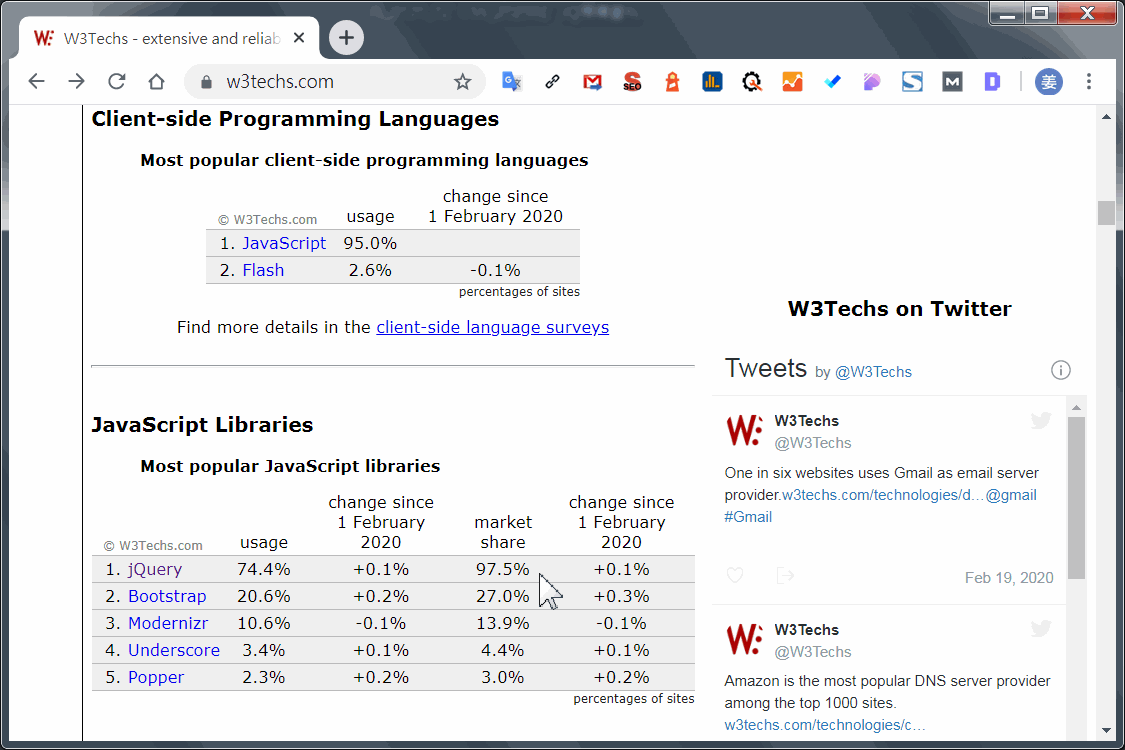 W3Techs - extensive and reliab
w3techs.com
姜
Client-side Programming Languages
Most popular client-side programming languages
© W3Techs.com usage change since 1 February 2020
1. JavaScript 95.0%
2. Flash 2.6% -0.1%
percentages of sites
Find more details in the client-side language surveys
JavaScript Libraries
Most popular JavaScript libraries
© W3Techs.com usage change since 1 February 2020 market share change since 1 February 2020
1. jQuery 74.4% +0.1% 97.5% +0.1%
2. Bootstrap 20.6% +0.2% 27.0% +0.3%
3. Modernizr 10.6% -0.1% 13.9% -0.1%
4. Underscore 3.4% +0.1% 4.4% +0.1%
5. Popper 2.3% +0.2% 3.0% +0.2%
percentages of sites
W3Techs on Twitter
Tweets by @W3Techs
W3Techs
@W3Techs
One in six websites uses Gmail as email server
provider.w3techs.com/technologies/d…@gmail
#Gmail
Feb 19, 2020
W3Techs
@W3Techs
Amazon is the most popular DNS server provider
among the top 1000 sites.
w3techs.com/technologies/c…